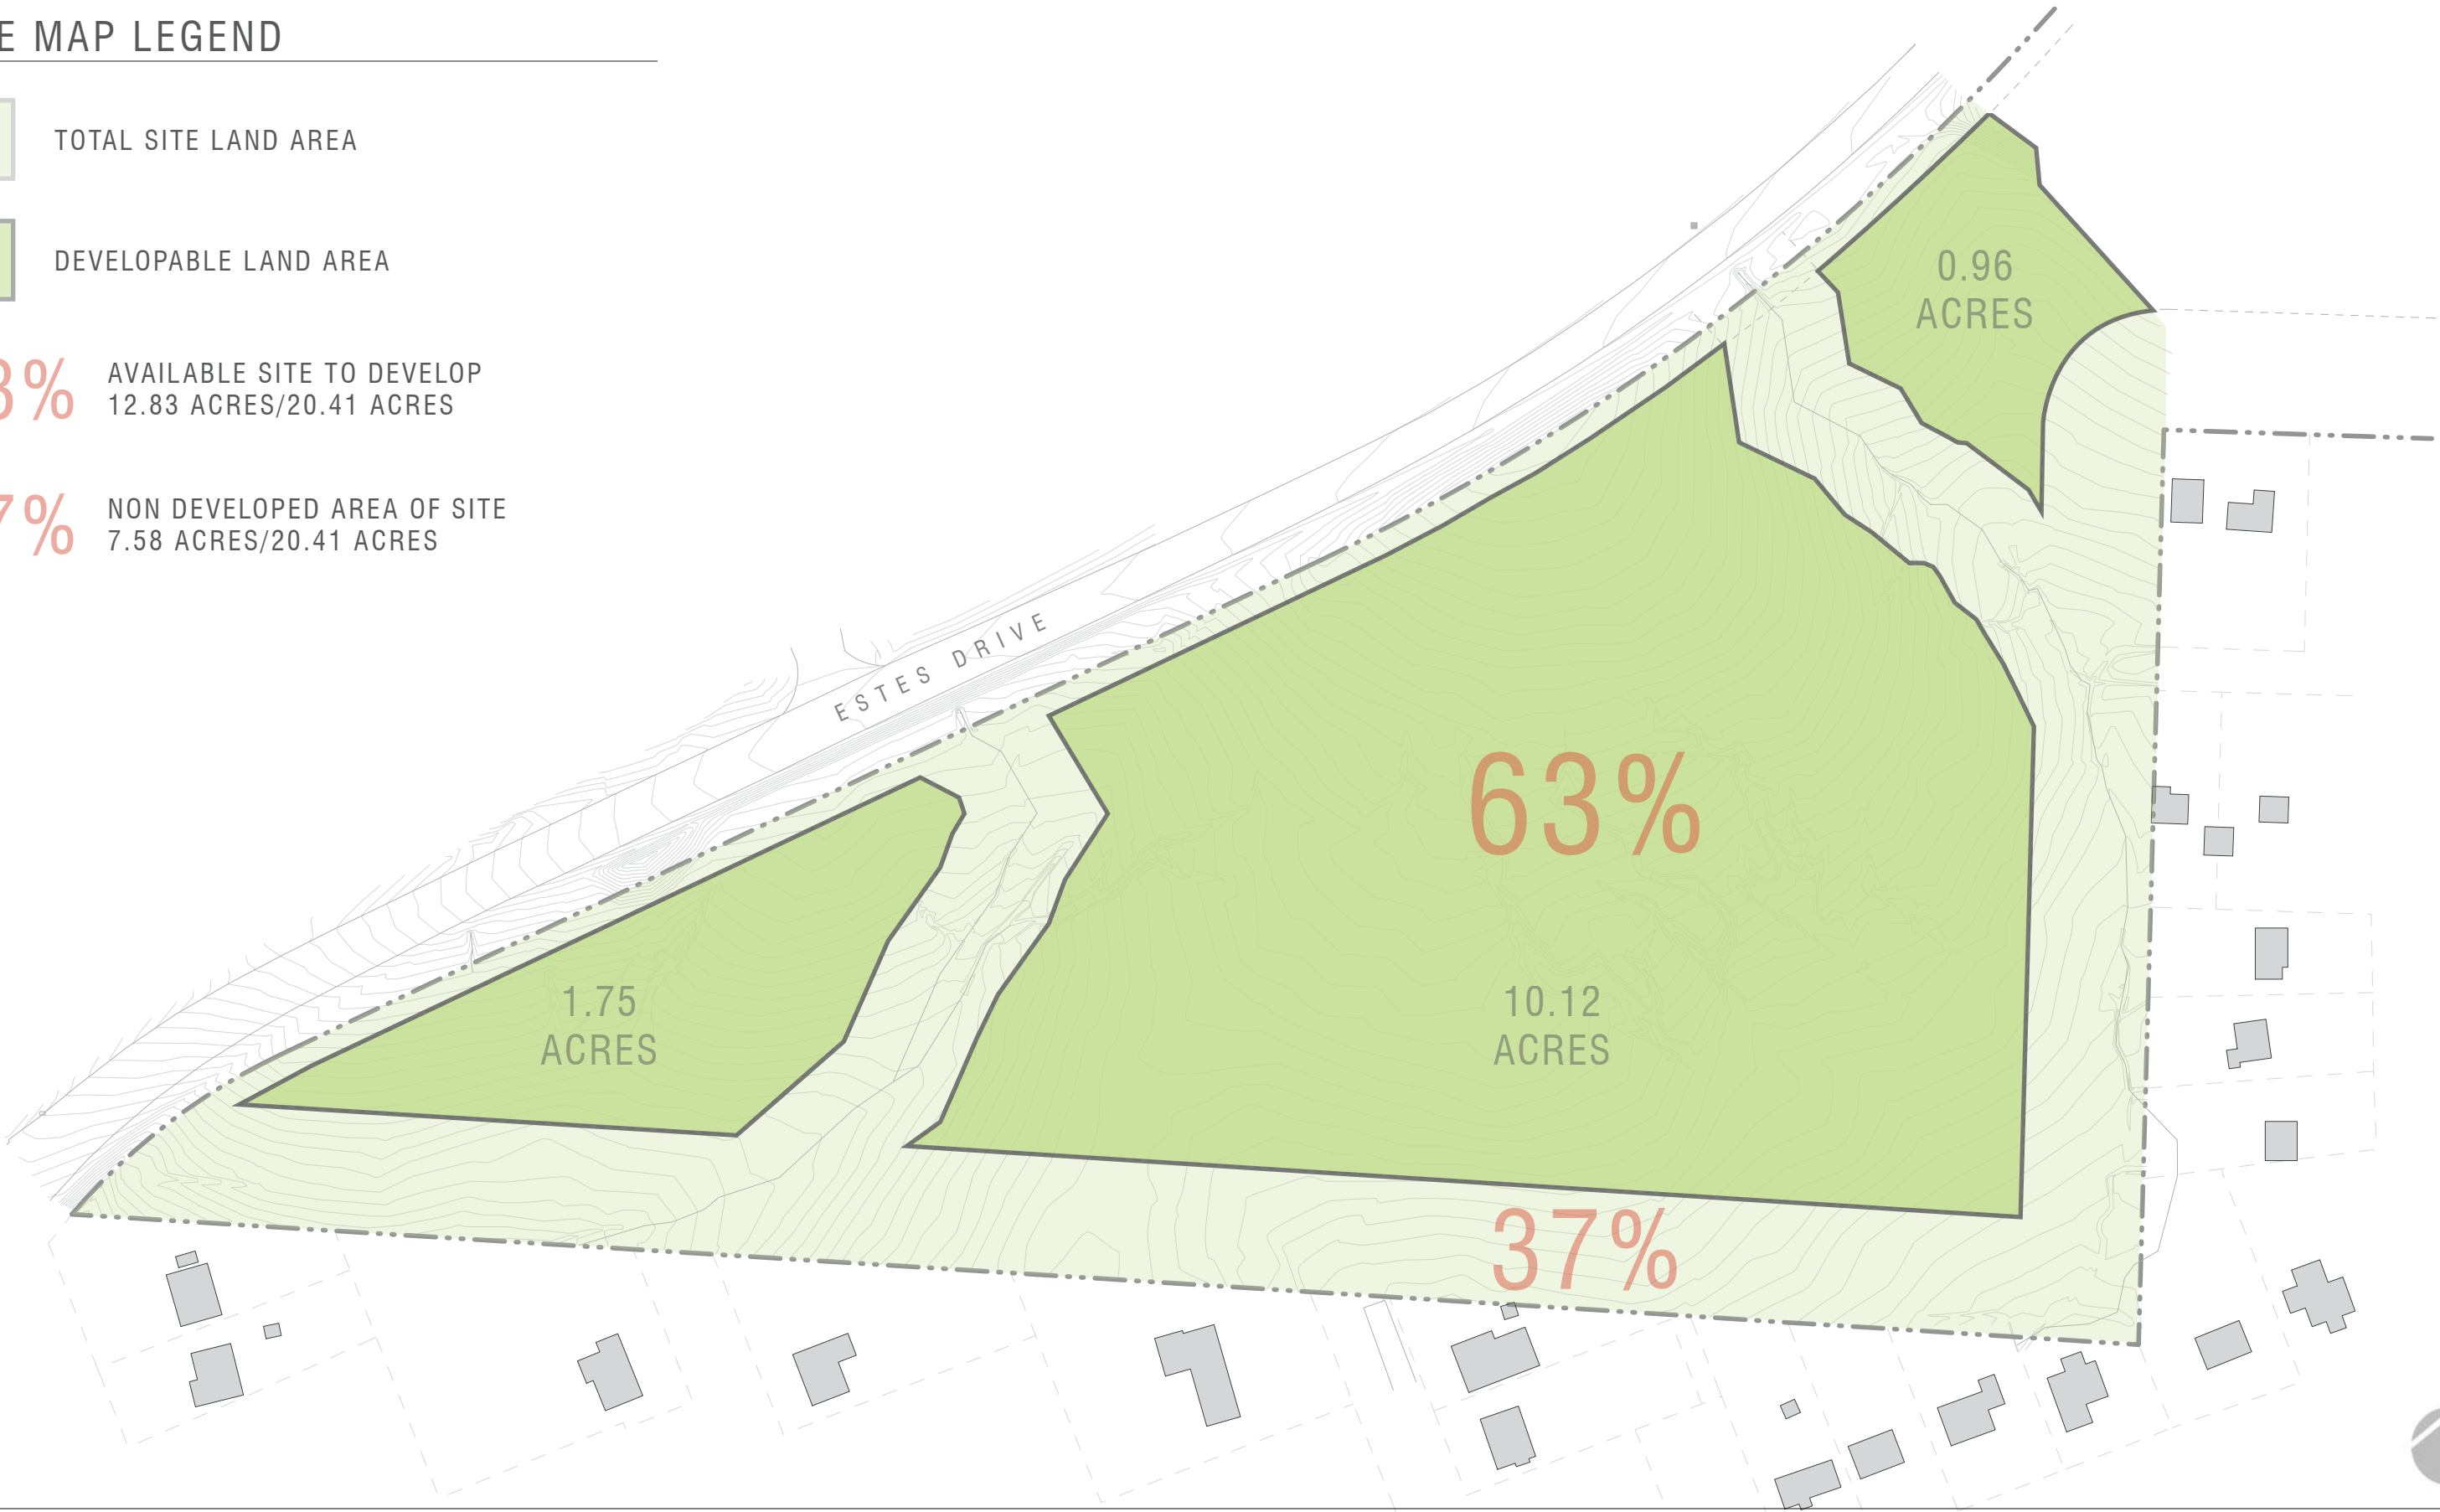 E MAP LEGEND
TOTAL SITE LAND AREA
DEVELOPABLE LAND AREA
3%
AVAILABLE SITE TO DEVELOP
12.83 ACRES/20.41 ACRES
7%
NON DEVELOPED AREA OF SITE
7.58 ACRES/20.41 ACRES
0.96
ACRES
ESTES DRIVE
63%
1.75
ACRES
10.12
ACRES
37%